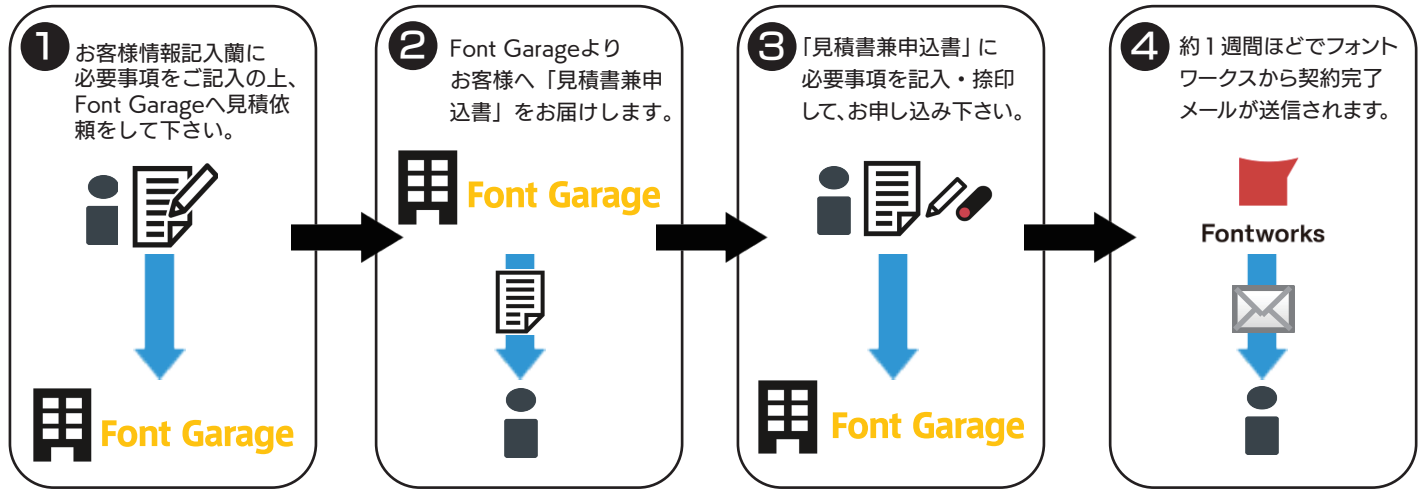 1
お客様情報記入蘭に
必要事項をご記入の上、
Font Garageへ見積依
頼をして下さい。
Font Garage
2
Font Garageより
お客様へ「見積書兼申
込書」をお届けします。
Font Garage
3
「見積書兼申込書」に
必要事項を記入・捺印
して、お申し込み下さい。
Font Garage
4
約1週間ほどでフォント
ワークスから契約完了
メールが送信されます。
Fontworks